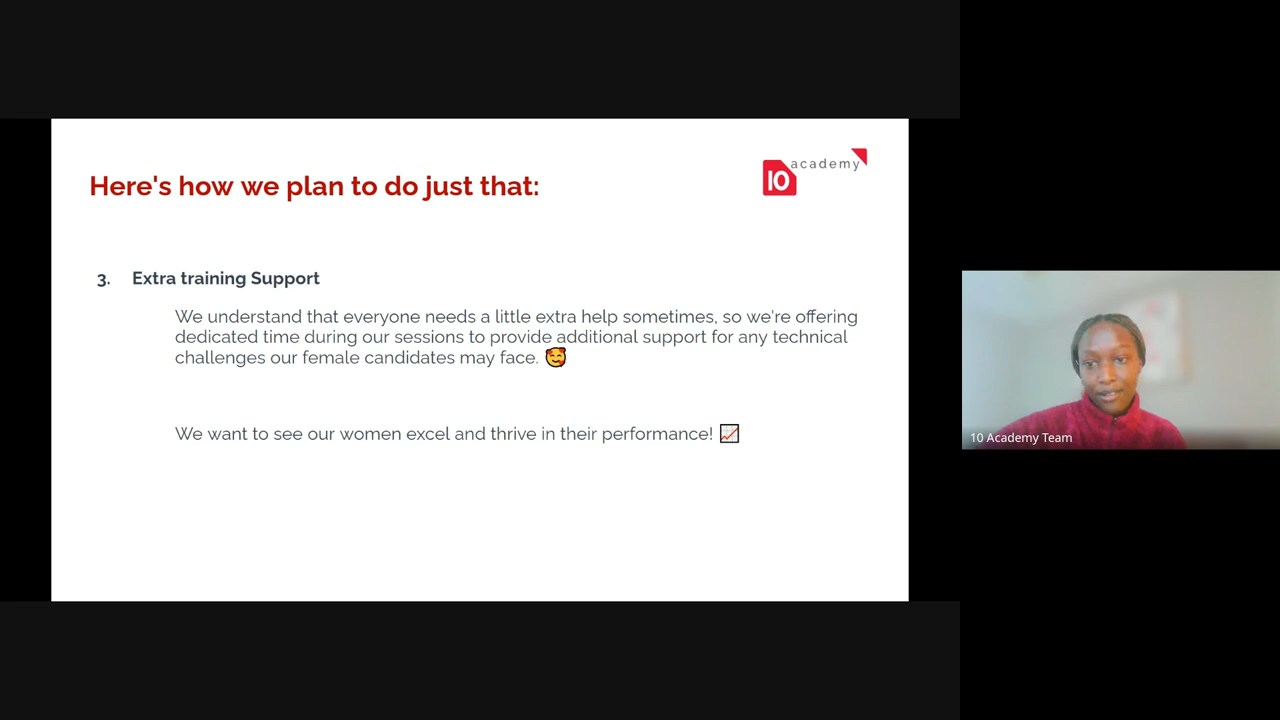 Here's how we plan to do just that:
10 academy
3. Extra training Support
We understand that everyone needs a little extra help sometimes, so we're offering
dedicated time during our sessions to provide additional support for any technical
challenges our female candidates may face. 🥰
We want to see our women excel and thrive in their performance! 📈
10 Academy Team